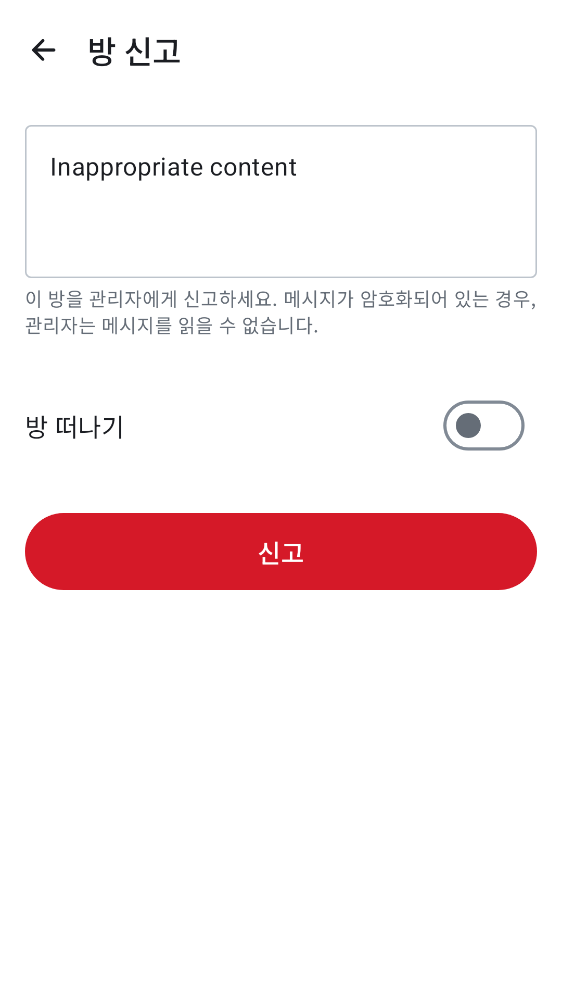 방 신고
Inappropriate content
이 방을 관리자에게 신고하세요. 메시지가 암호화되어 있는 경우,
관리자는 메시지를 읽을 수 없습니다.
방 떠나기
신고